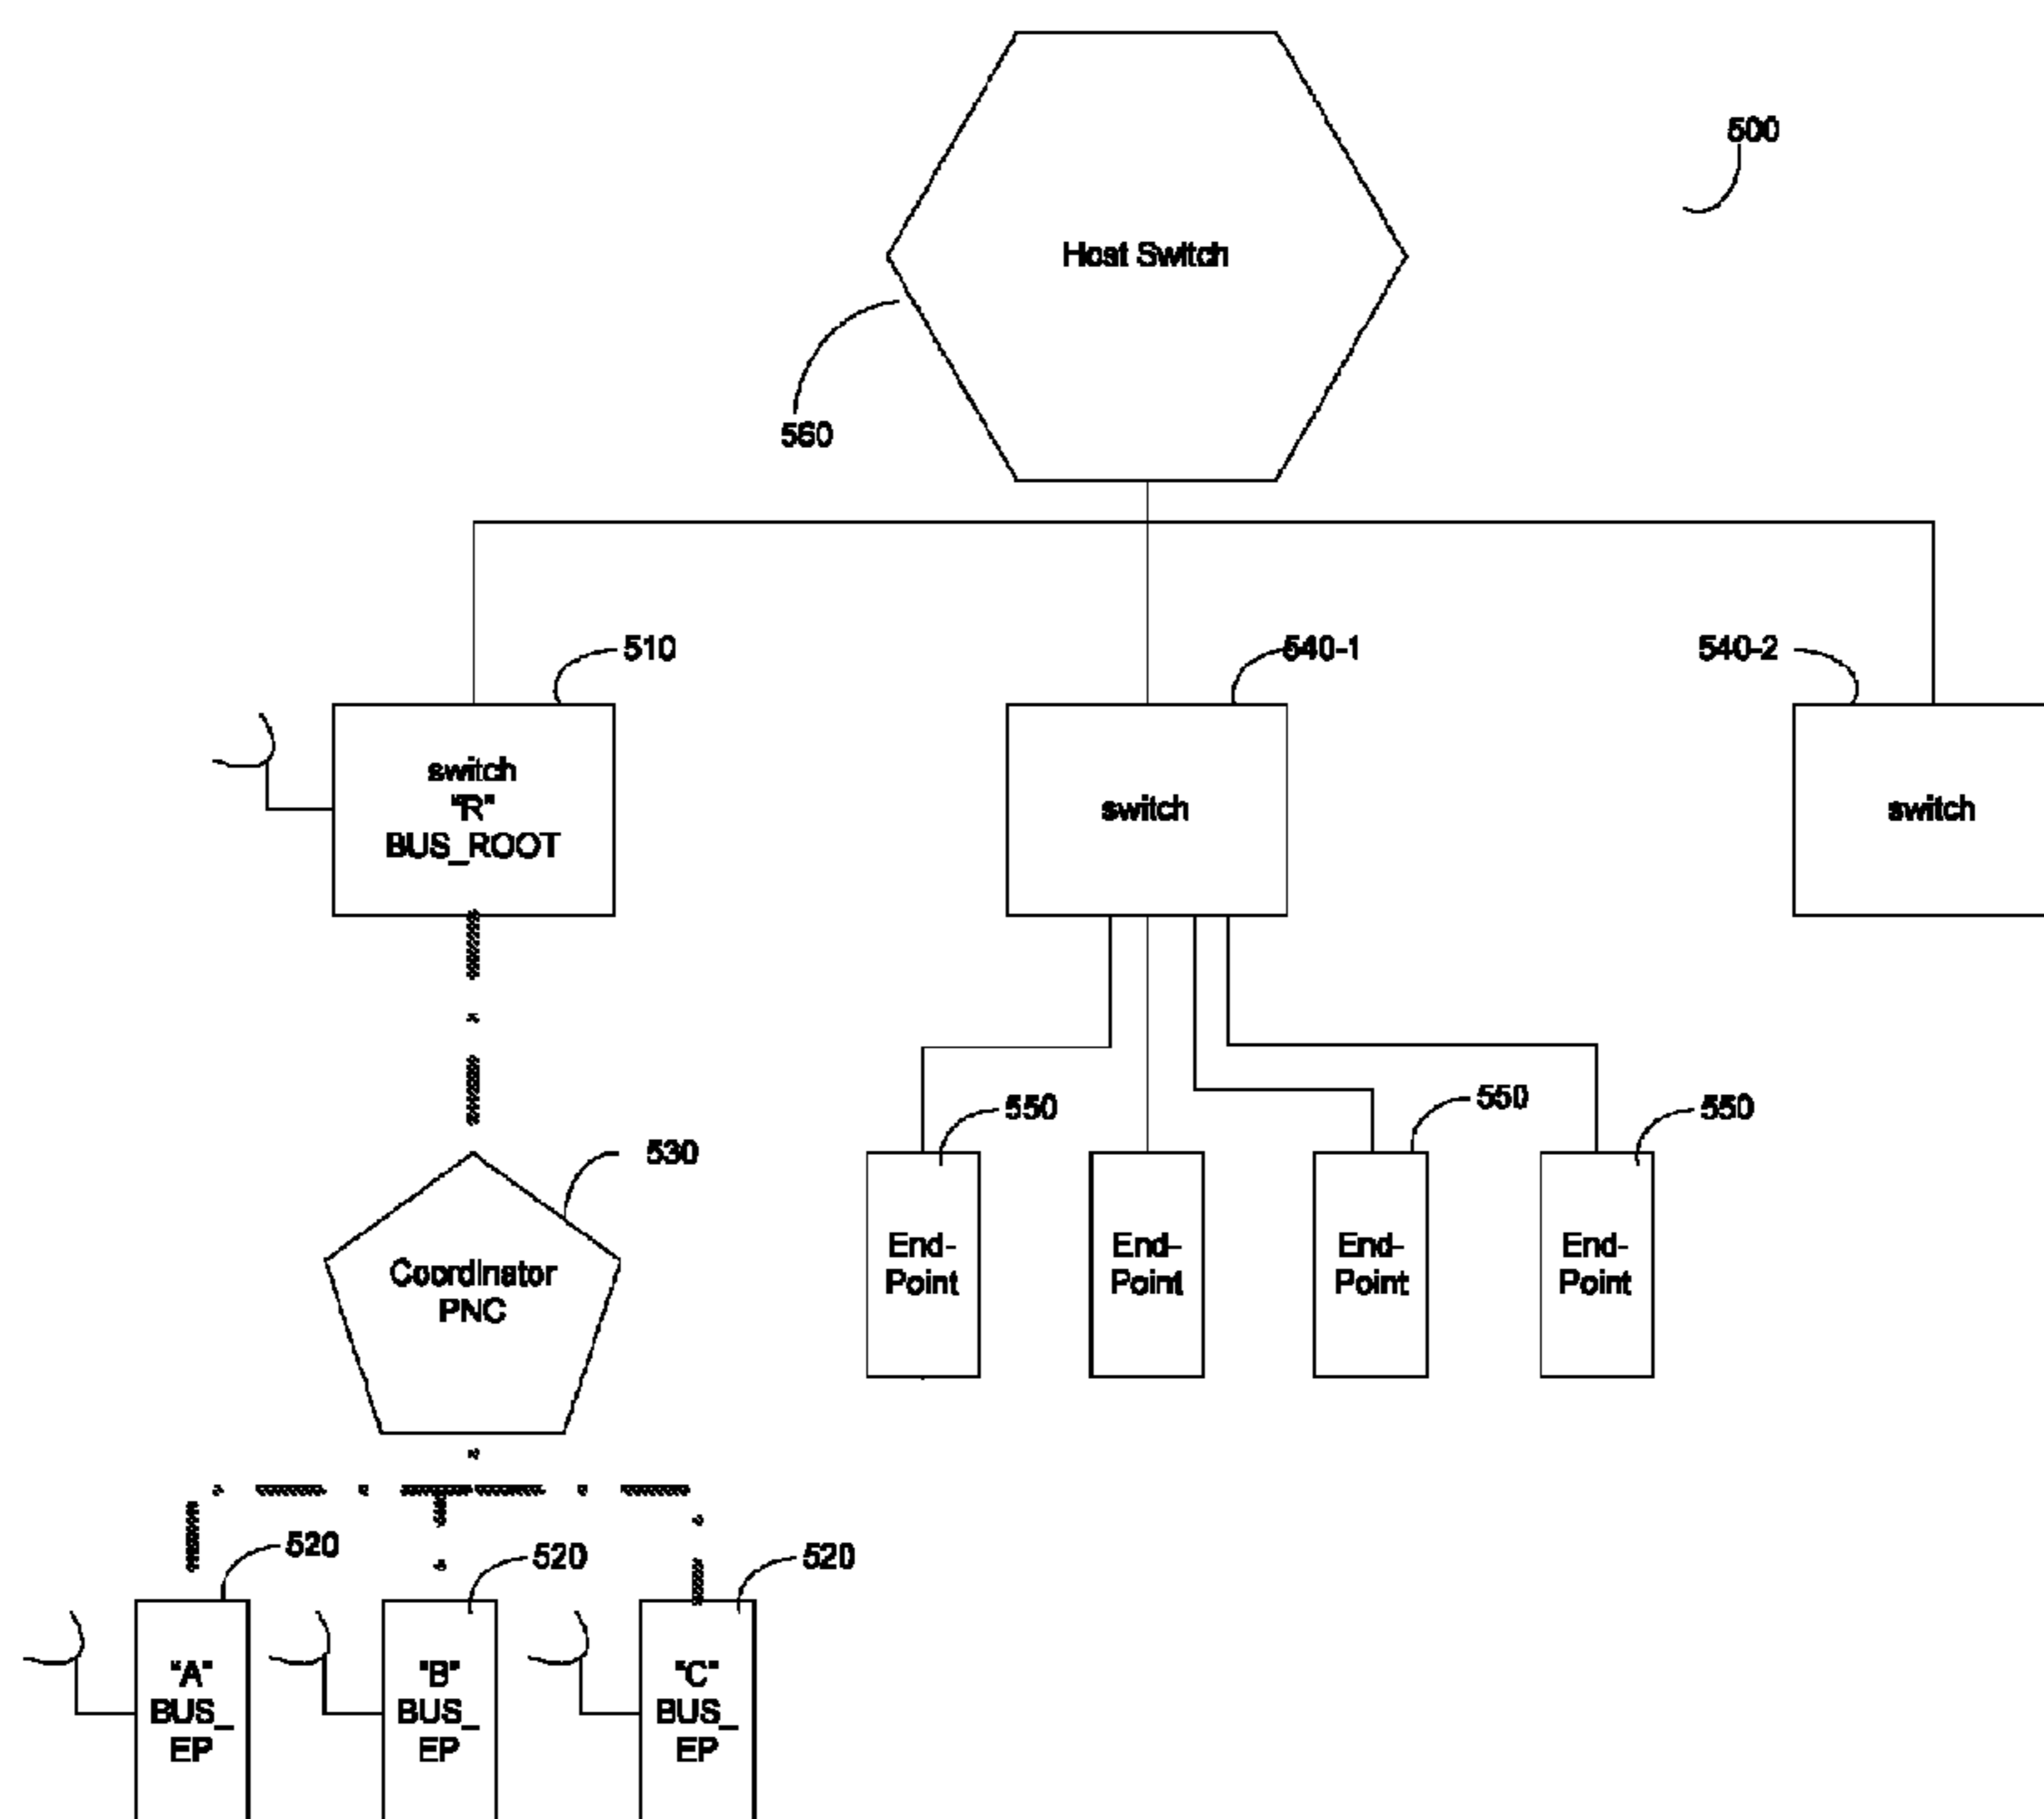 500
Host Switch
560
510
540-1
540-2
switch
"R"
BUS_ROOT
switch
switch
550
550
550
530
Coordinator
PNC
End-
Point
End-
Point
End-
Point
End-
Point
520
520
520
"A"
BUS_
EP
"B"
BUS_
EP
"C"
BUS_
EP